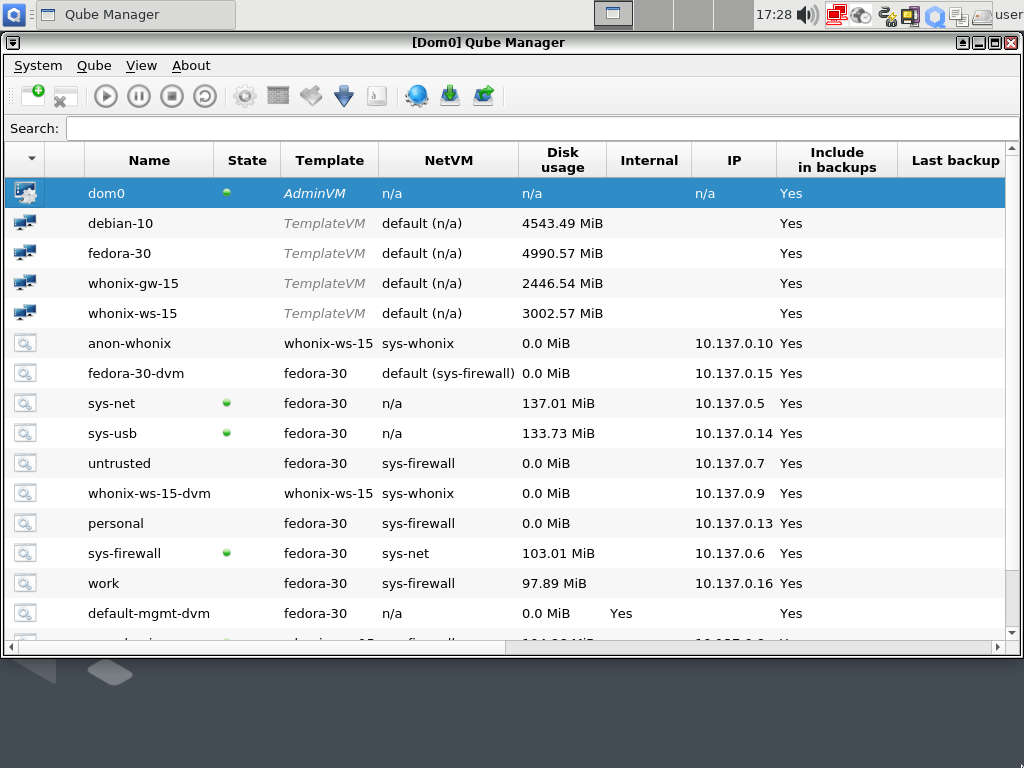 Qube Manager 17:28 user
[Dom0] Qube Manager
System Qube View About
a
Search:
Name State Template NetVM Disk usage Internal IP Include in backups Last backup
dom0 AdminVM n/a n/a n/a Yes
debian-10 TemplateVM default (n/a) 4543.49 MiB Yes
fedora-30 TemplateVM default (n/a) 4990.57 MiB Yes
whonix-gw-15 TemplateVM default (n/a) 2446.54 MiB Yes
whonix-ws-15 TemplateVM default (n/a) 3002.57 MiB Yes
anon-whonix whonix-ws-15 sys-whonix 0.0 MiB 10.137.0.10 Yes
fedora-30-dvm fedora-30 default (sys-firewall) 0.0 MiB 10.137.0.15 Yes
sys-net fedora-30 n/a 137.01 MiB 10.137.0.5 Yes
sys-usb fedora-30 n/a 133.73 MiB 10.137.0.14 Yes
untrusted fedora-30 sys-firewall 0.0 MiB 10.137.0.7 Yes
whonix-ws-15-dvm whonix-ws-15 sys-whonix 0.0 MiB 10.137.0.9 Yes
personal fedora-30 sys-firewall 0.0 MiB 10.137.0.13 Yes
sys-firewall fedora-30 sys-net 103.01 MiB 10.137.0.6 Yes
work fedora-30 sys-firewall 97.89 MiB 10.137.0.16 Yes
default-mgmt-dvm fedora-30 n/a 0.0 MiB Yes Yes